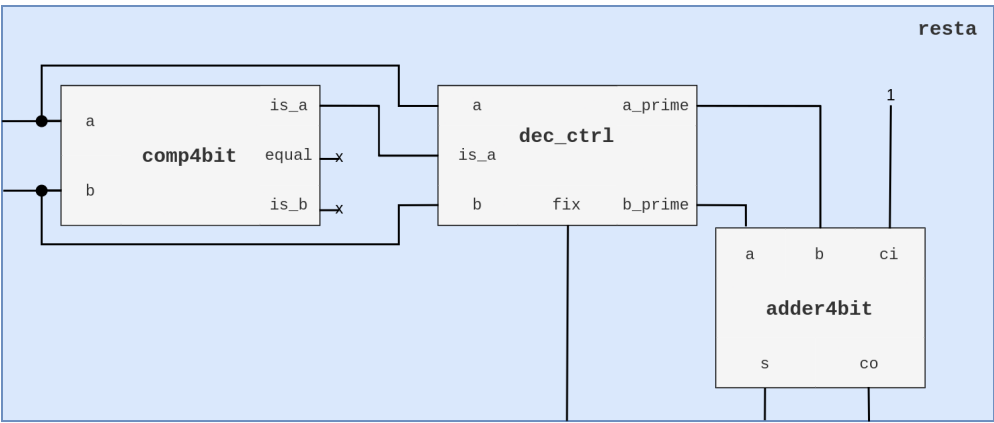 resta
1
a
is_a
a
a_prime
dec_ctrl
comp4bit
equal
x
is_a
b
is_b
x
b
fix
b_prime
a
b
ci
adder4bit
s
co